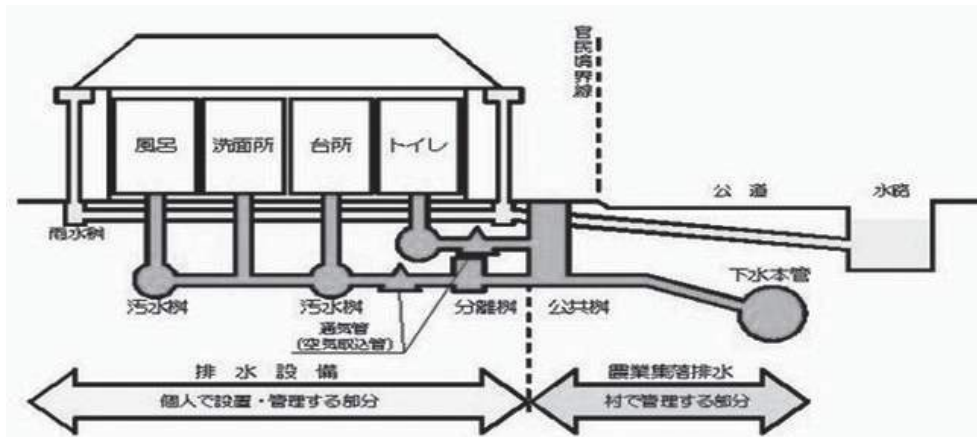 官民境界線
風呂
洗面所
台所
トイレ
公道
水路
雨水桝
汚水桝
汚水桝
分離桝
公共桝
下水本管
通気管
(空気取込管)
排水設備
農業集落排水
個人で設置・管理する部分
村で管理する部分